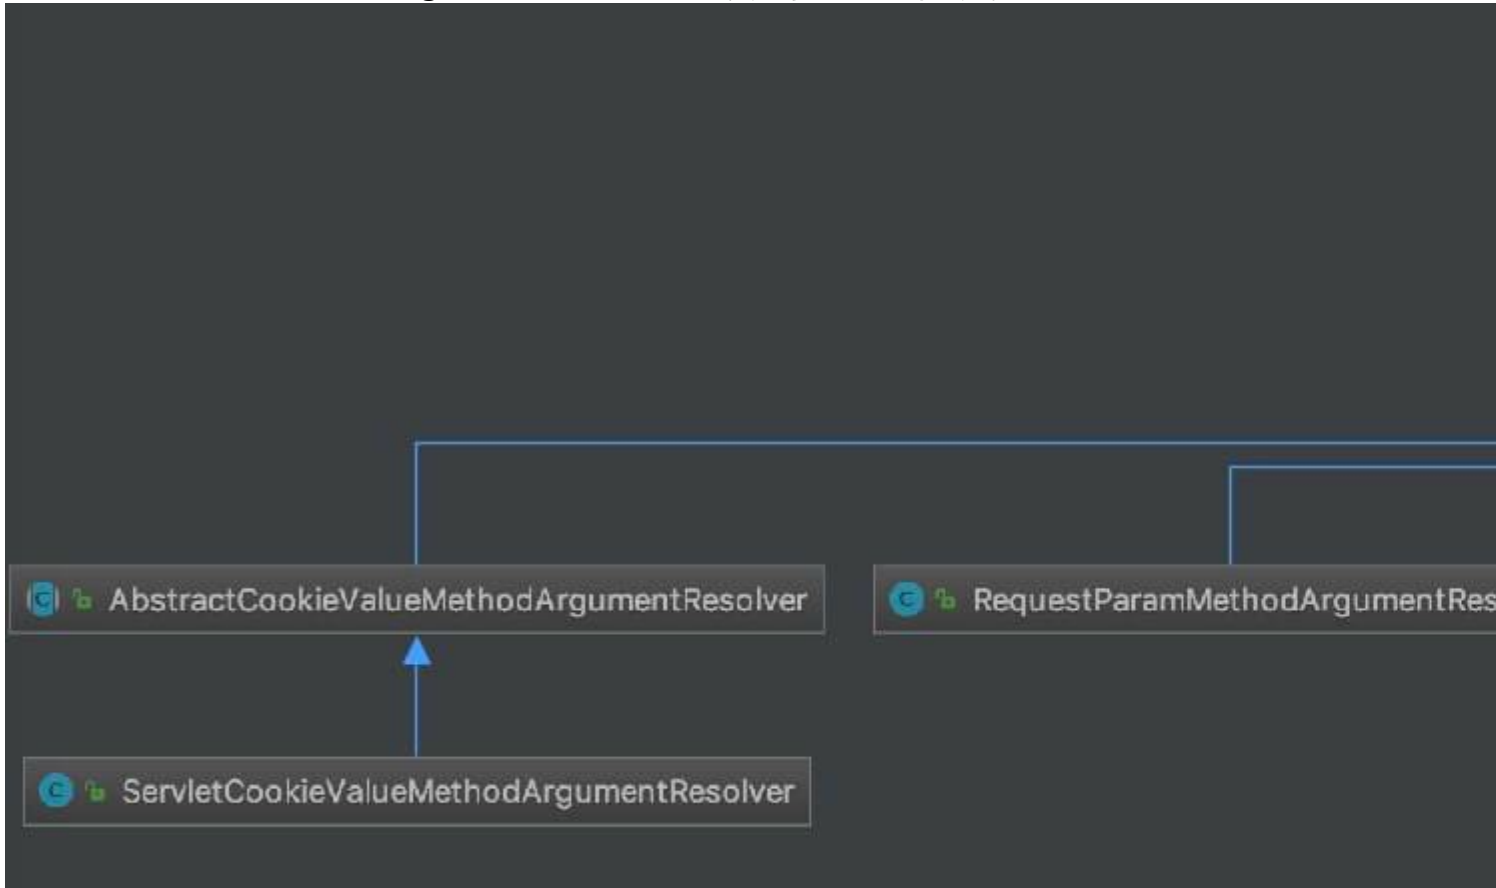 AbstractCookieValueMethodArgumentResolver
RequestParamMethodArgumentRes
ServletCookieValueMethodArgumentResolver